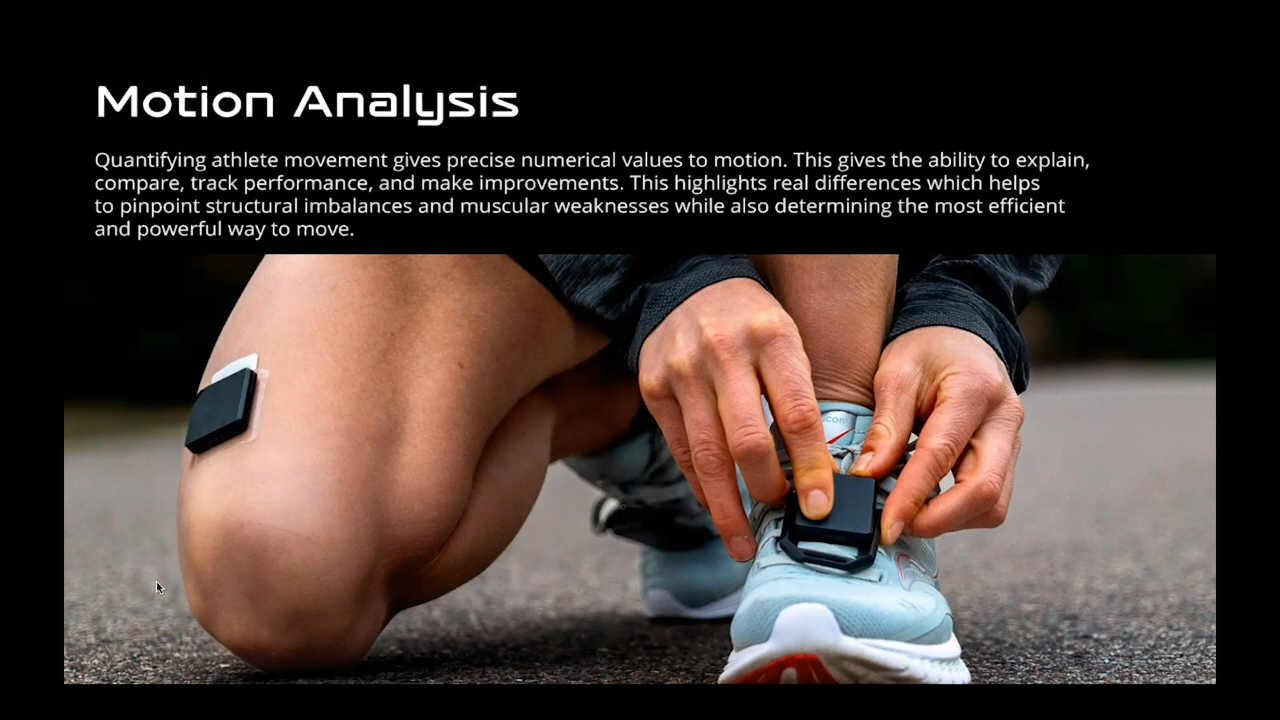 Motion Analysis
Quantifying athlete movement gives precise numerical values to motion. This gives the ability to explain,
compare, track performance, and make improvements. This highlights real differences which helps
to pinpoint structural imbalances and muscular weaknesses while also determining the most efficient
and powerful way to move.